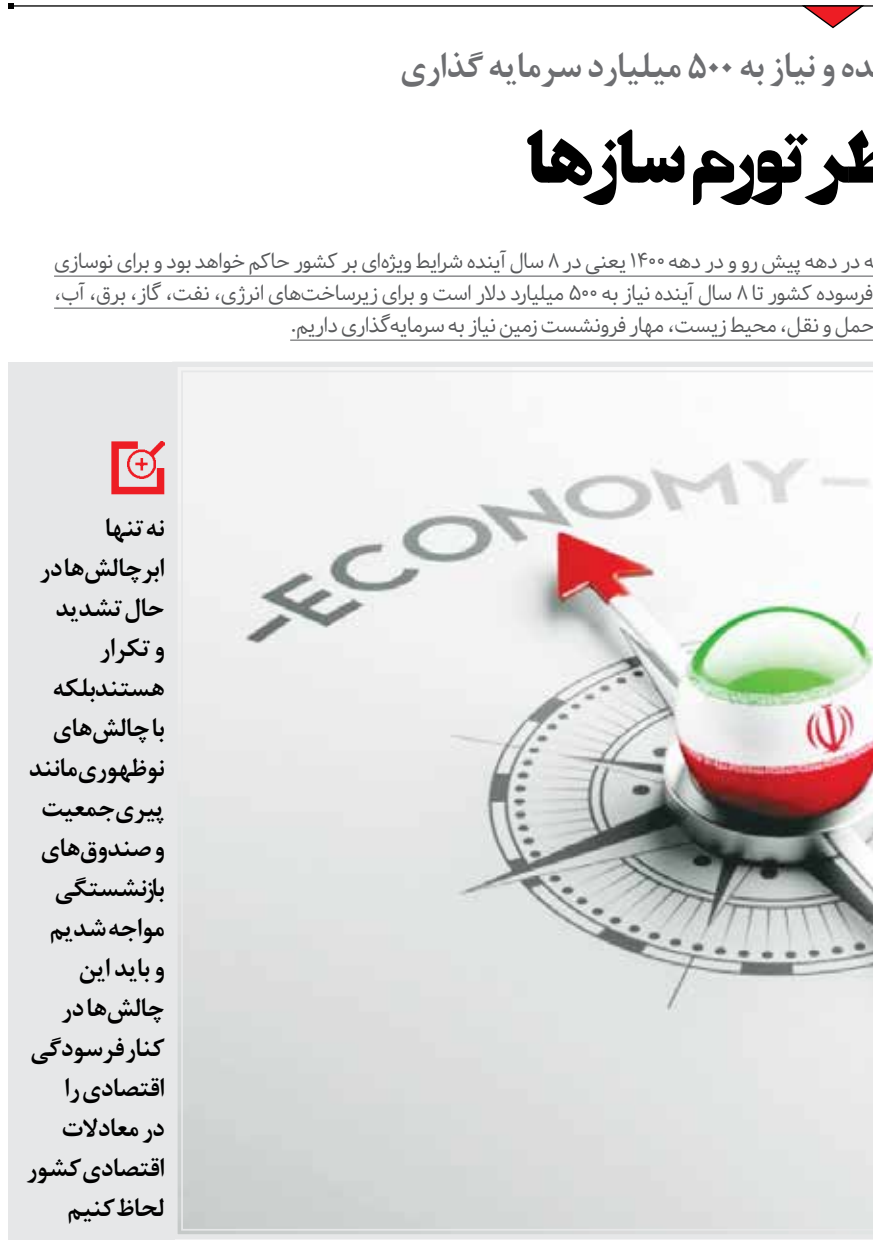 ده و نیاز به ۵۰۰ میلیارد سرمایه گذاری
ظر تورم سازها
ه در دهه پیش رو و در دهه ۱۴۰۰ یعنی در ۸ سال آینده شرایط ویژه‌ای بر کشور حاکم خواهد بود و برای نوسازی
فرسوده کشور تا ۸ سال آینده نیاز به ۵۰۰ میلیارد دلار است و برای زیرساخت‌های انرژی، نفت، گاز، برق، آب،
حمل و نقل، محیط زیست، مهار فرونشست زمین نیاز به سرمایه‌گذاری داریم.
-ECONOMY-
نه تنها
ابرچالش‌ها در
حال تشدید
و تکرار
هستند بلکه
با چالش‌های
نوظهوری مانند
پیری جمعیت
و صندوق‌های
بازنشستگی
مواجه شدیم
و باید این
چالش‌ها در
کنار فرسودگی
اقتصادی را
در معادلات
اقتصادی کشور
لحاظ کنیم